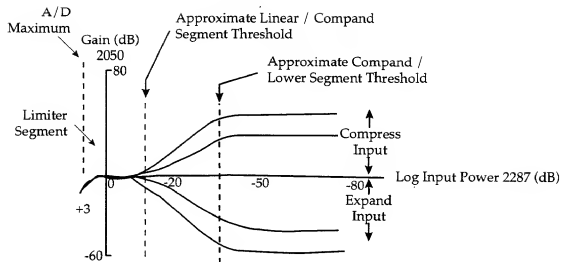 A/D
Maximum
Gain (dB)
2050
80
Approximate Linear / Compand
Segment Threshold
Approximate Compand /
Lower Segment Threshold
Limiter
Segment
Compress
Input
0
-20
-50
-80
Log Input Power 2287 (dB)
+3
Expand
Input
-60